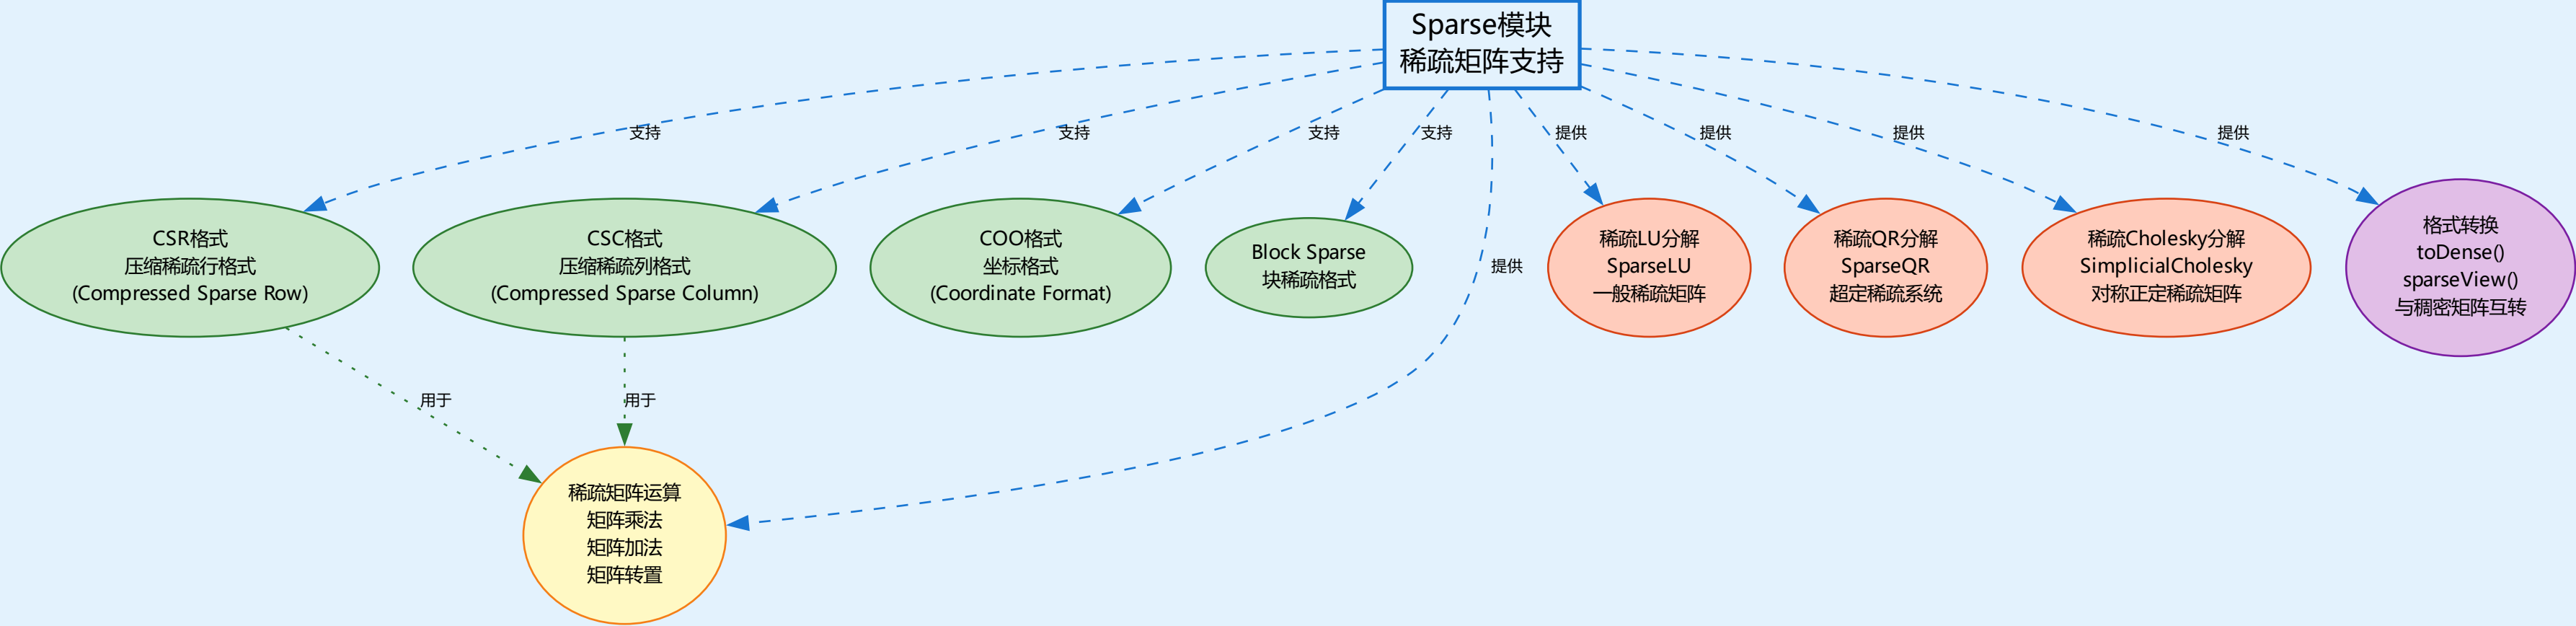 Sparse模块
稀疏矩阵支持
支持
支持
支持
支持
提供
提供
提供
提供
CSR格式
压缩稀疏行格式
(Compressed Sparse Row)
CSC格式
压缩稀疏列格式
(Compressed Sparse Column)
COO格式
坐标格式
(Coordinate Format)
Block Sparse
块稀疏格式
提供
稀疏LU分解
SparseLU
一般稀疏矩阵
稀疏QR分解
SparseQR
超定稀疏系统
稀疏Cholesky分解
SimplicialCholesky
对称正定稀疏矩阵
格式转换
toDense()
sparseView()
与稠密矩阵互转
用于
用于
稀疏矩阵运算
矩阵乘法
矩阵加法
矩阵转置